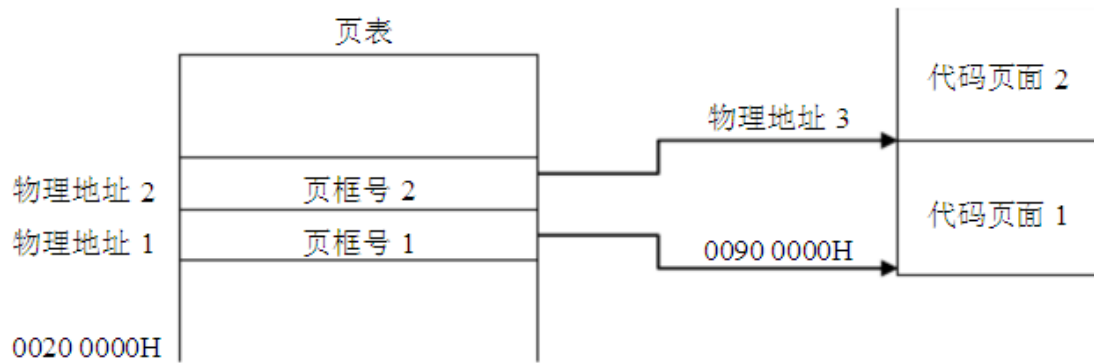 页表
代码页面 2
物理地址 3
物理地址 2
页框号 2
代码页面 1
物理地址 1
页框号 1
0090 0000H
0020 0000H